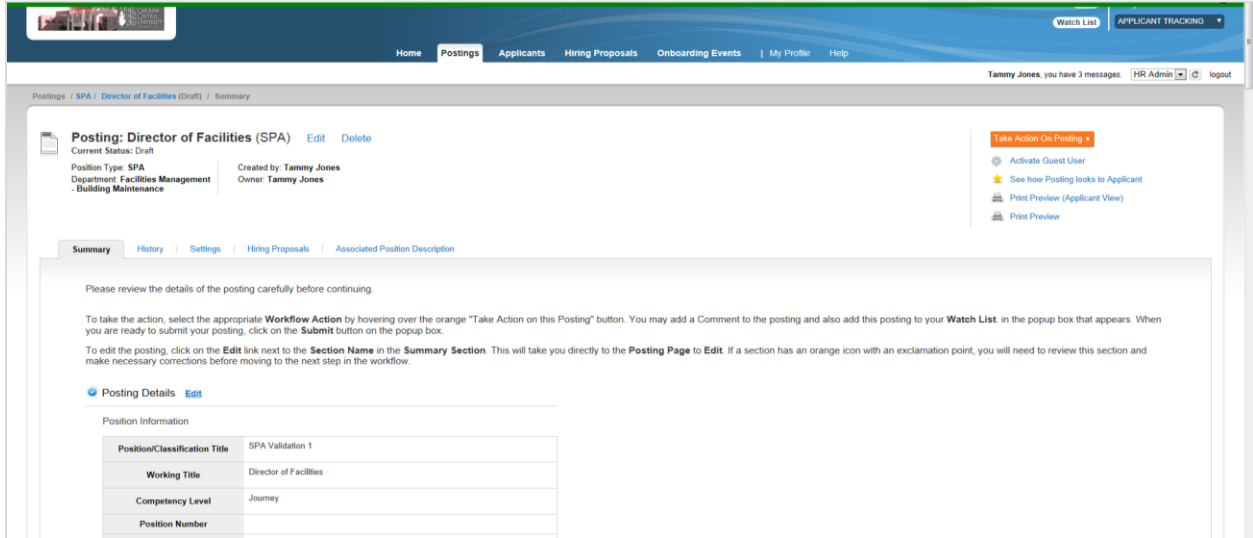 NORTH CAROLINA
CENTRAL
UNIVERSITY
Watch List
APPLICANT TRACKING
Home Postings Applicants Hiring Proposals Onboarding Events | My Profile Help
Tammy Jones, you have 3 messages. HR Admin logout
Postings / SPA / Director of Facilities (Draft) / Summary
Posting: Director of Facilities (SPA) Edit Delete
Current Status: Draft
Position Type: SPA Created by: Tammy Jones
Department: Facilities Management Owner: Tammy Jones
- Building Maintenance
Take Action On Posting
Activate Guest User
See how Posting looks to Applicant
Print Preview (Applicant View)
Print Preview
Summary History Settings Hiring Proposals Associated Position Description
Please review the details of the posting carefully before continuing.
To take the action, select the appropriate Workflow Action by hovering over the orange "Take Action on this Posting" button. You may add a Comment to the posting and also add this posting to your Watch List. in the popup box that appears. When
you are ready to submit your posting, click on the Submit button on the popup box.
To edit the posting, click on the Edit link next to the Section Name in the Summary Section. This will take you directly to the Posting Page to Edit. If a section has an orange icon with an exclamation point, you will need to review this section and
make necessary corrections before moving to the next step in the workflow.
Posting Details Edit
Position Information
Position/Classification Title SPA Validation 1
Working Title Director of Facilities
Competency Level Journey
Position Number